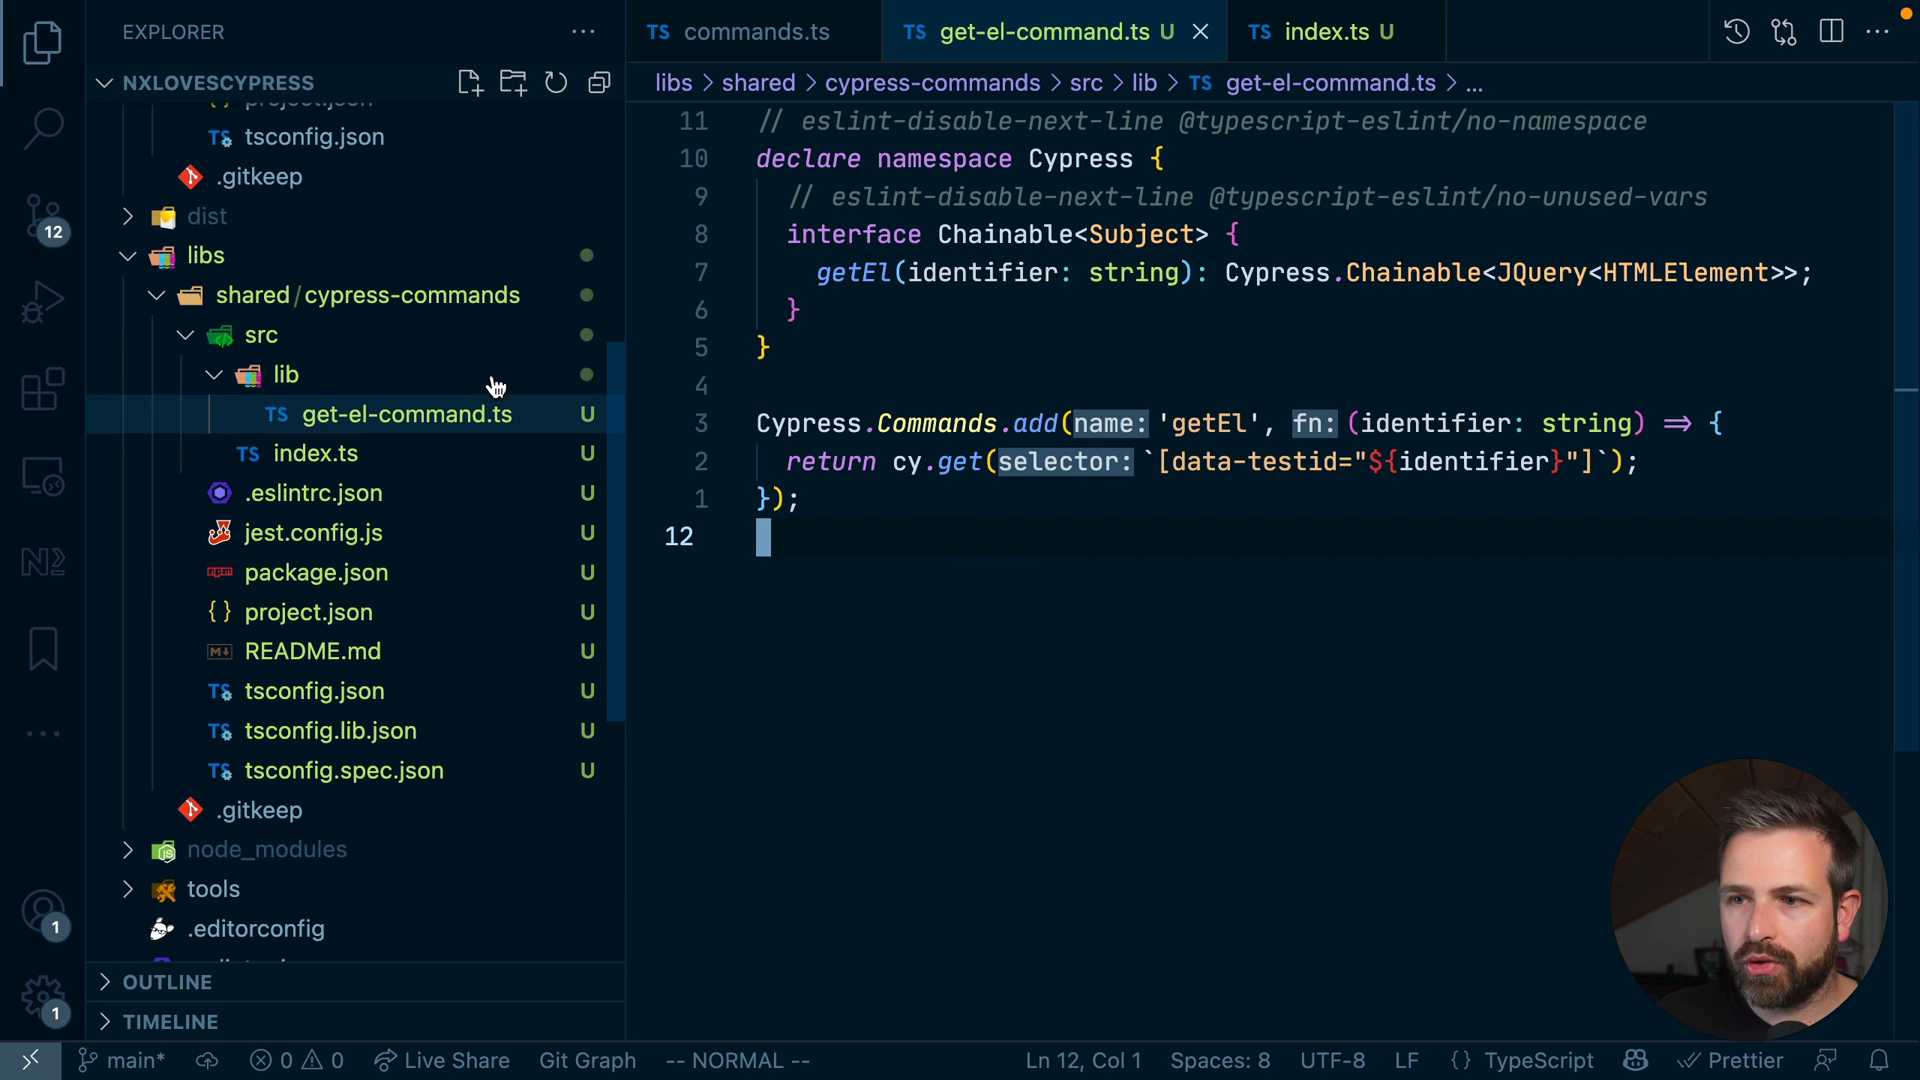 EXPLORER
NXLOVESCYPRESS
project.json
tsconfig.json
.gitkeep
dist
libs
shared/cypress-commands
src
lib
TS get-el-command.ts U
TS index.ts U
.eslintrc.json U
jest.config.js U
package.json U
{ } project.json U
README.md U
TS tsconfig.json U
TS tsconfig.lib.json U
TS tsconfig.spec.json U
.gitkeep
node_modules
tools
.editorconfig
OUTLINE
TIMELINE
12
1
1
TS commands.ts
TS get-el-command.ts U
TS index.ts U
libs > shared > cypress-commands > src > lib > TS get-el-command.ts > ...
11 // eslint-disable-next-line @typescript-eslint/no-namespace
10 declare namespace Cypress {
9 // eslint-disable-next-line @typescript-eslint/no-unused-vars
8 interface Chainable<Subject> {
7 getEl(identifier: string): Cypress.Chainable<JQuery<HTMLElement>>;
6 }
5 }
4
3 Cypress.Commands.add(name: 'getEl', fn: (identifier: string) => {
2 return cy.get(selector: `[data-testid="${identifier}"]`);
1 });
12
main* 0 0 Live Share Git Graph -- NORMAL -- Ln 12, Col 1 Spaces: 8 UTF-8 LF { } TypeScript Prettier